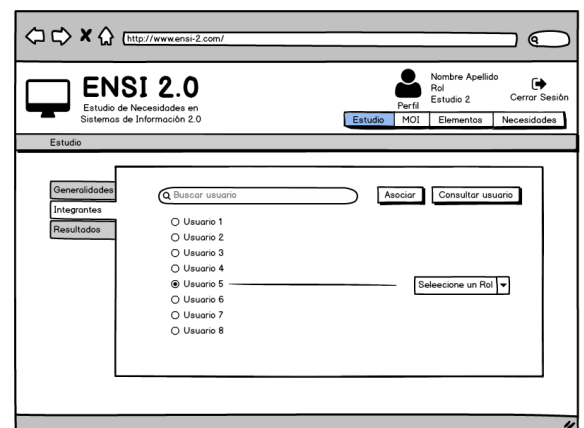 http://www.ensi-2.com/
ENSI 2.0
Estudio de Necesidades en
Sistemas de Información 2.0
Perfil
Nombre Apellido
Rol
Estudio 2
Cerrar Sesión
Estudio MOI Elementos Necesidades
Estudio
Generalidades
Integrantes
Resultados
Buscar usuario
Asociar
Consultar usuario
Usuario 1
Usuario 2
Usuario 3
Usuario 4
Usuario 5
Seleecione un Rol
Usuario 6
Usuario 7
Usuario 8